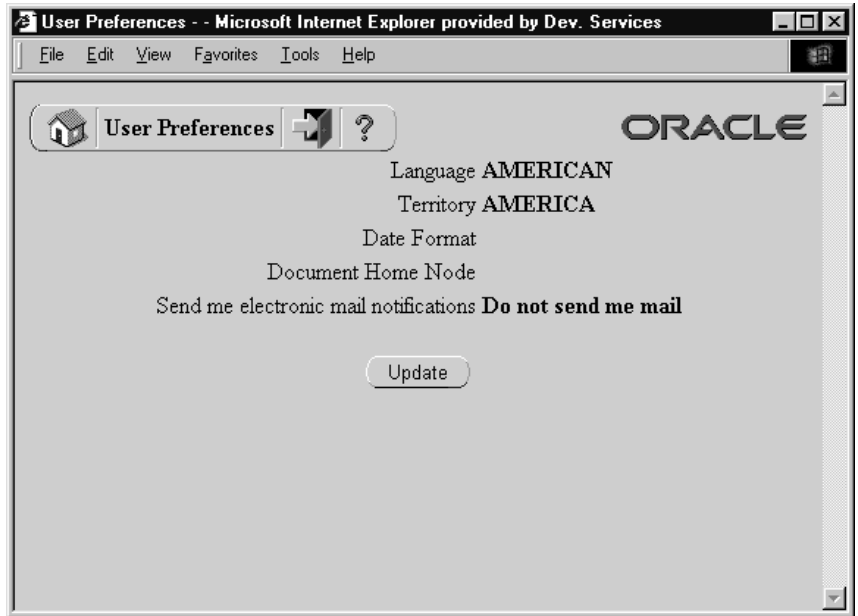 User Preferences - - Microsoft Internet Explorer provided by Dev. Services
File Edit View Favorites Tools Help
User Preferences ?
ORACLE
Language AMERICAN
Territory AMERICA
Date Format
Document Home Node
Send me electronic mail notifications Do not send me mail
Update